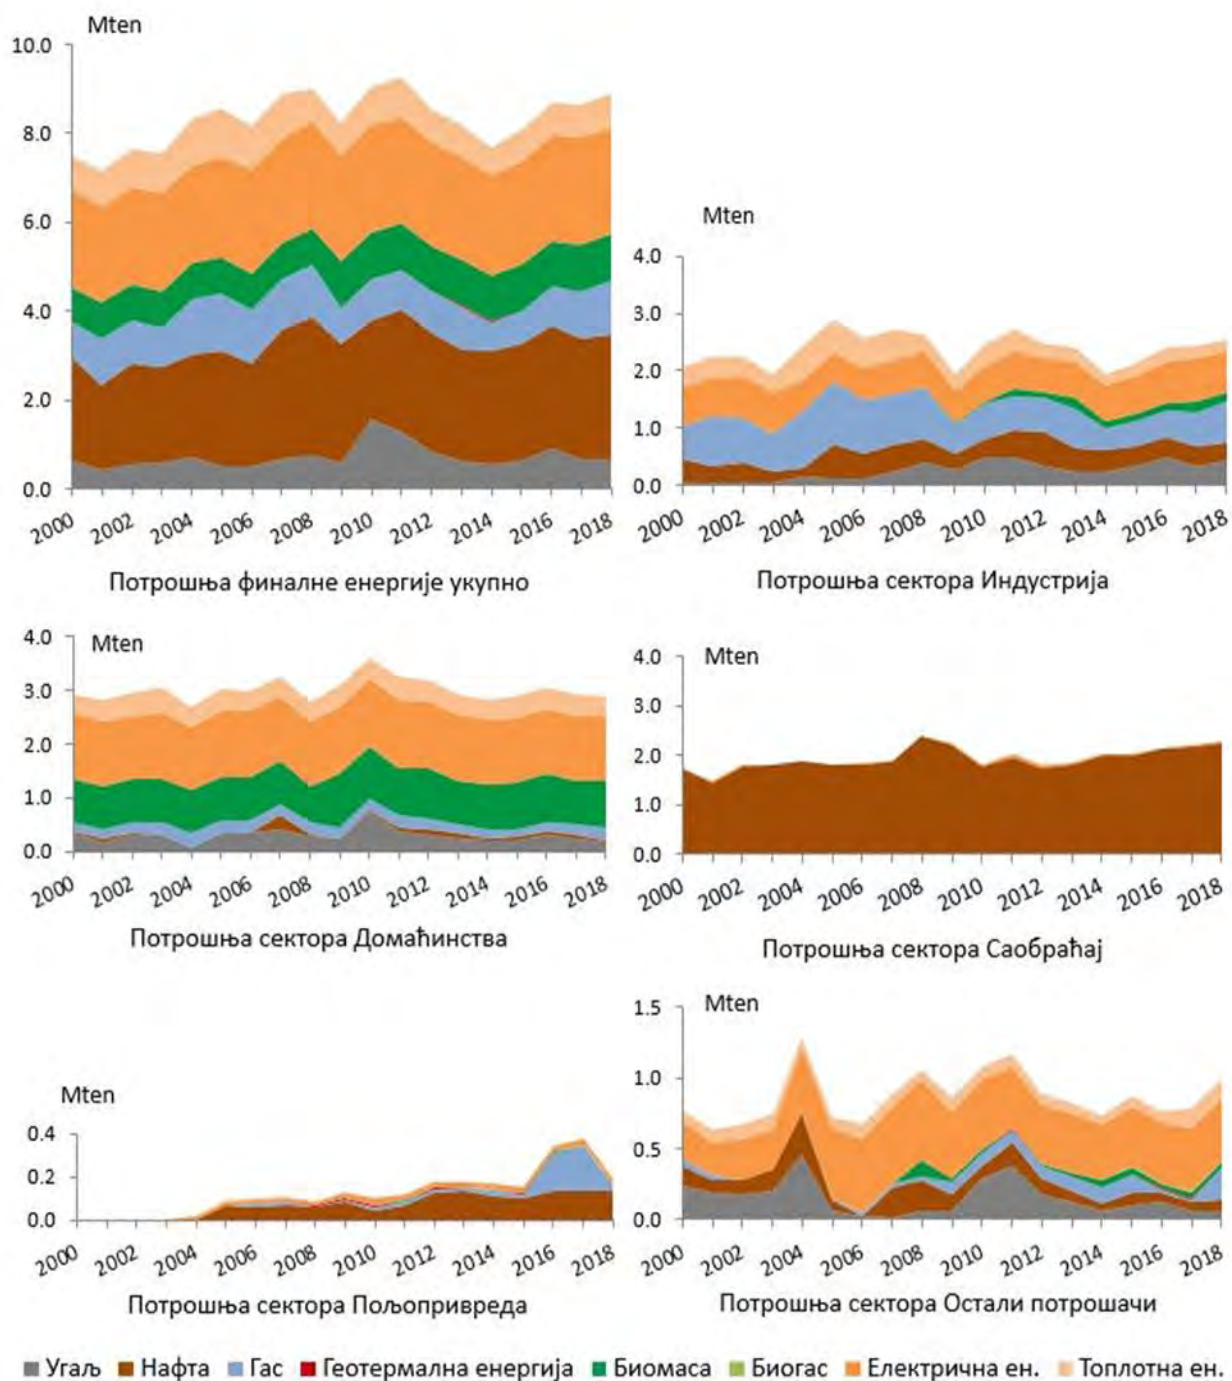 Mten
10.0
8.0
6.0
4.0
2.0
0.0
2000 2002 2004 2006 2008 2010 2012 2014 2016 2018
Потрошња финалне енергије укупно
Mten
4.0
3.0
2.0
1.0
0.0
2000 2002 2004 2006 2008 2010 2012 2014 2016 2018
Потрошња сектора Индустрија
Mten
4.0
3.0
2.0
1.0
0.0
2000 2002 2004 2006 2008 2010 2012 2014 2016 2018
Потрошња сектора Домаћинства
Mten
4.0
3.0
2.0
1.0
0.0
2000 2002 2004 2006 2008 2010 2012 2014 2016 2018
Потрошња сектора Саобраћај
Mten
0.4
0.2
0.0
2000 2002 2004 2006 2008 2010 2012 2014 2016 2018
Потрошња сектора Пољопривреда
Mten
1.5
1.0
0.5
0.0
2000 2002 2004 2006 2008 2010 2012 2014 2016 2018
Потрошња сектора Остали потрошачи
Угаљ Нафта Гас Геотермална енергија Биомаса Биогас Електрична ен. Топлотна ен.